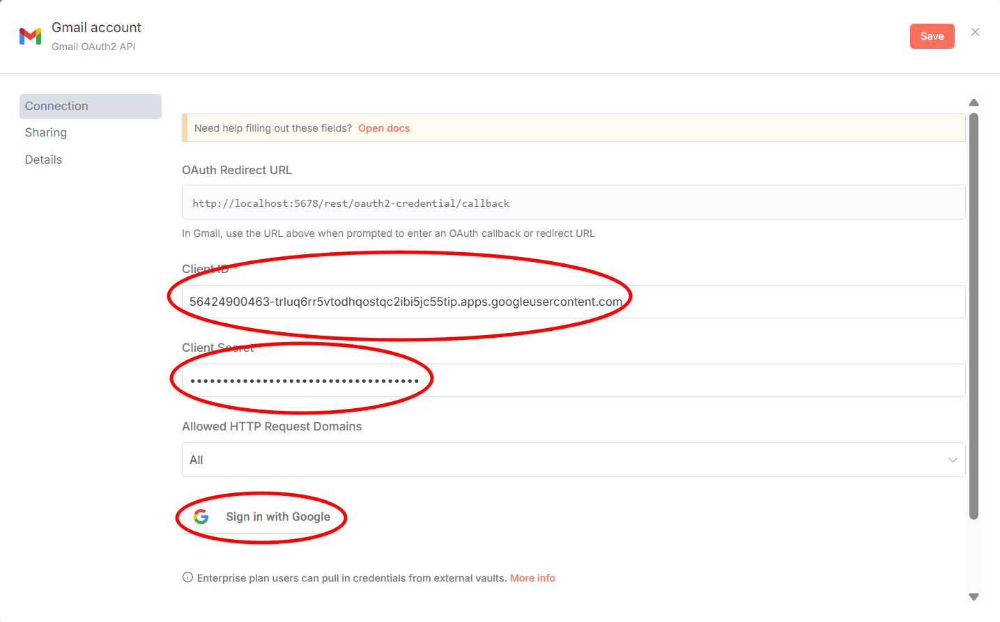 Gmail account
Gmail OAuth2 API
Save
Connection
Sharing
Details
Need help filling out these fields? Open docs
OAuth Redirect URL
http://localhost:5678/rest/oauth2-credential/callback
In Gmail, use the URL above when prompted to enter an OAuth callback or redirect URL
Client ID *
56424900463-trluq6rr5vtodhqostqc2ibi5jc55tip.apps.googleusercontent.com
Client Secret *
••••••••••••••••••••••••••••••••••
Allowed HTTP Request Domains
All
Sign in with Google
Enterprise plan users can pull in credentials from external vaults. More info